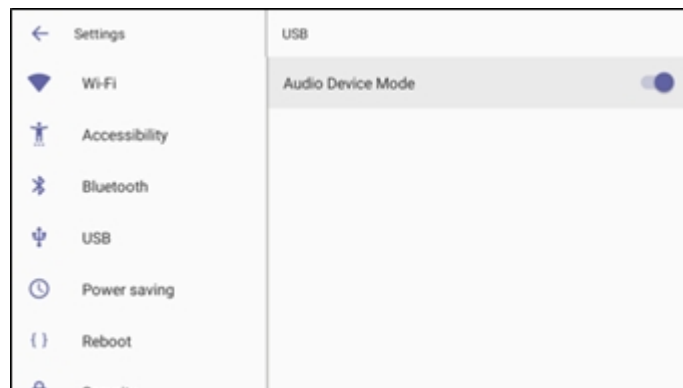 Settings
Wi-Fi
Accessibility
Bluetooth
USB
Power saving
Reboot
USB
Audio Device Mode